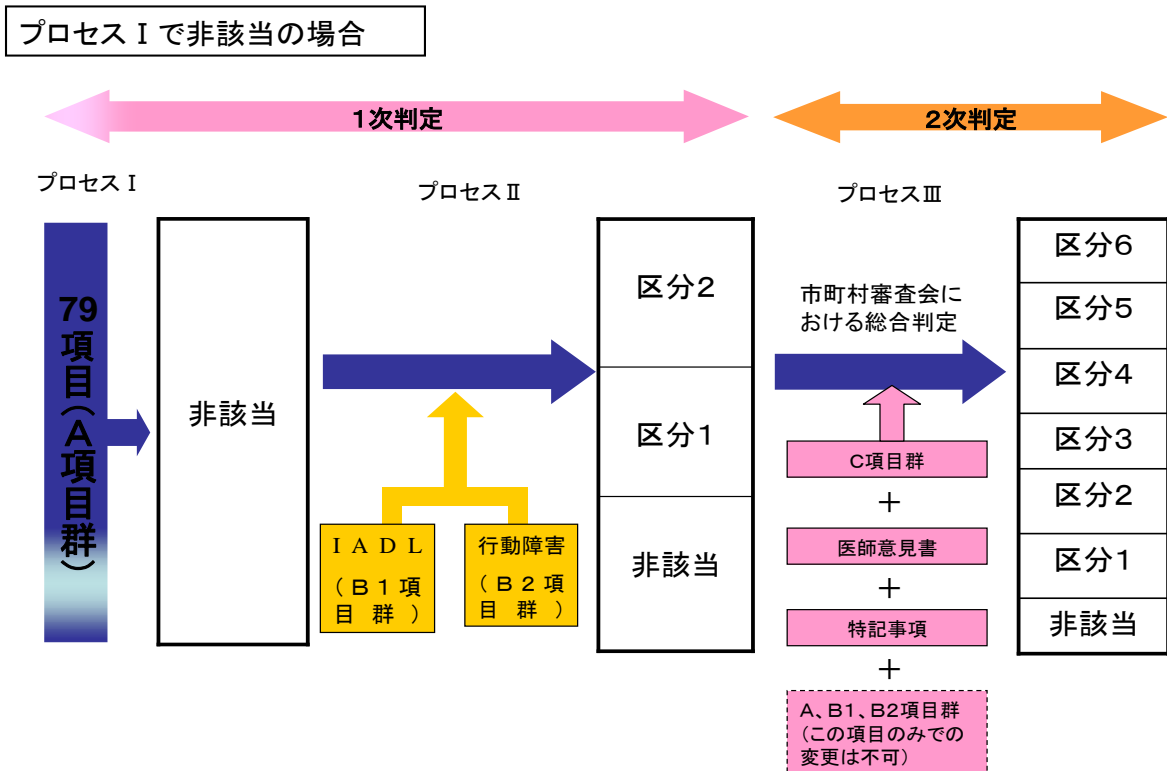 プロセスⅠで非該当の場合
1次判定
2次判定
プロセスⅠ
プロセスⅡ
プロセスⅢ
79項目(A項目群)
非該当
IADL
(B1項
目群)
行動障害
(B2項
目群)
区分2
区分1
非該当
市町村審査会に
おける総合判定
C項目群
+
医師意見書
+
特記事項
+
A、B1、B2項目群
(この項目のみでの
変更は不可)
区分6
区分5
区分4
区分3
区分2
区分1
非該当